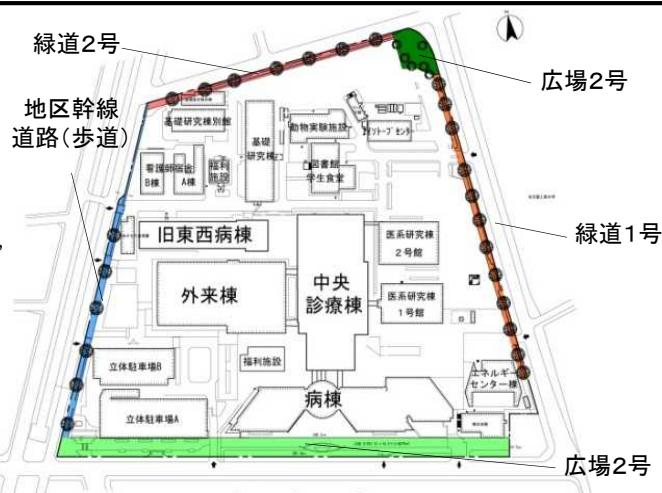 緑道2号
広場2号
地区幹線
道路(歩道)
基礎研究棟別館
基礎
研究棟
動物実験施設
アイソトープ センター
看護師宿舎
B棟
A棟
福利
施設
図書館
学生食堂
緑道1号
旧東西病棟
医系研究棟
2号館
外来棟
中央
診療棟
医系研究棟
1号館
立体駐車場B
福利施設
エネルギー
センター棟
病棟
立体駐車場A
広場2号